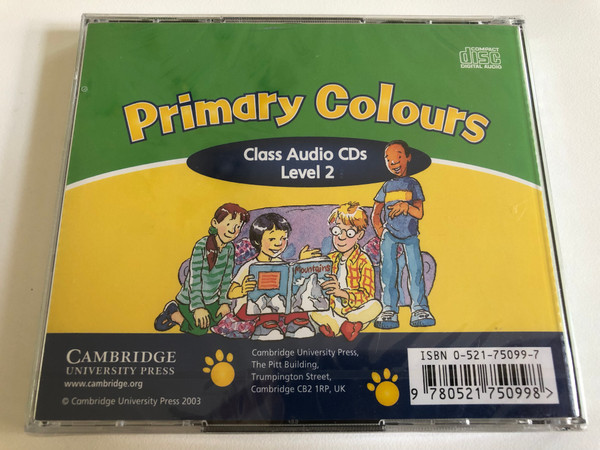 COMPACT
disc
DIGITAL AUDIO
Primary Colours
Class Audio CDs
Level 2
Mountains
CAMBRIDGE
UNIVERSITY PRESS
www.cambridge.org
© Cambridge University Press 2003
Cambridge University Press,
The Pitt Building,
Trumpington Street,
Cambridge CB2 1RP, UK
ISBN 0-521-75099-7
9 780521 750998 >